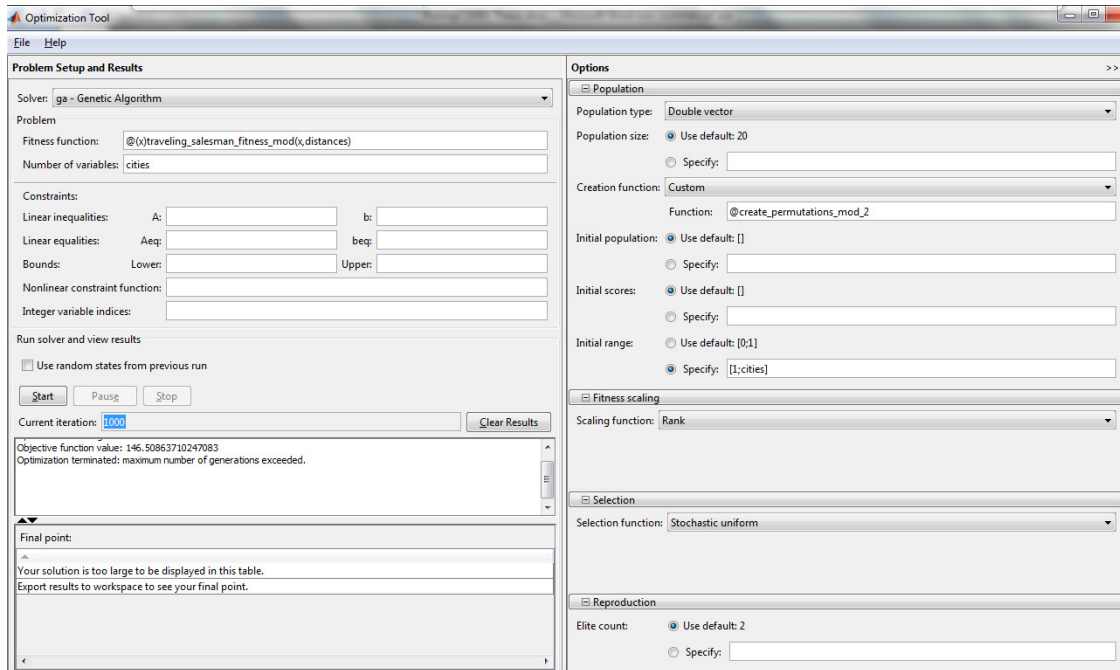 Optimization Tool
File Help
Problem Setup and Results
Solver: ga - Genetic Algorithm
Problem
Fitness function: @(x)traveling_salesman_fitness_mod(x,distances)
Number of variables: cities
Constraints:
Linear inequalities: A: b:
Linear equalities: Aeq: beq:
Bounds: Lower: Upper:
Nonlinear constraint function:
Integer variable indices:
Run solver and view results
Use random states from previous run
Start Pause Stop
Current iteration: 1000 Clear Results
Objective function value: 146.50863710247083
Optimization terminated: maximum number of generations exceeded.
Final point:
Your solution is too large to be displayed in this table.
Export results to workspace to see your final point.
Options >>
Population
Population type: Double vector
Population size: Use default: 20
Specify:
Creation function: Custom
Function: @create_permutations_mod_2
Initial population: Use default: []
Specify:
Initial scores: Use default: []
Specify:
Initial range: Use default: [0;1]
Specify: [1;cities]
Fitness scaling
Scaling function: Rank
Selection
Selection function: Stochastic uniform
Reproduction
Elite count: Use default: 2
Specify: